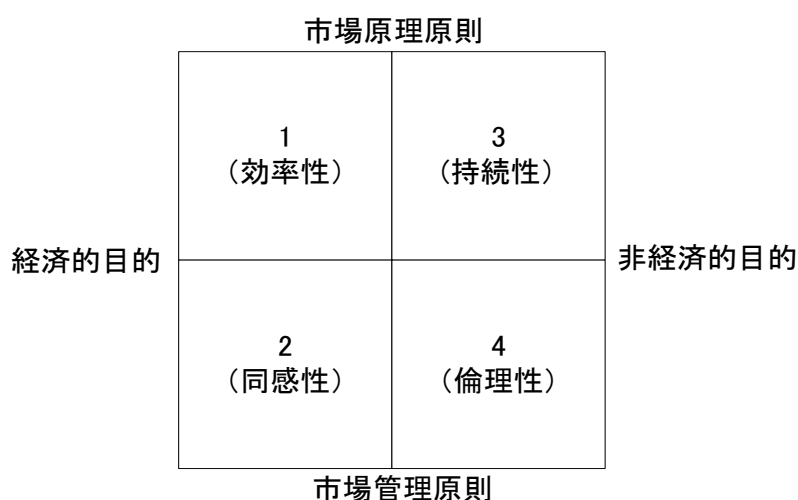 市場原理原則
1
（効率性）
3
（持続性）
経済的目的
非経済的目的
2
（同感性）
4
（倫理性）
市場管理原則